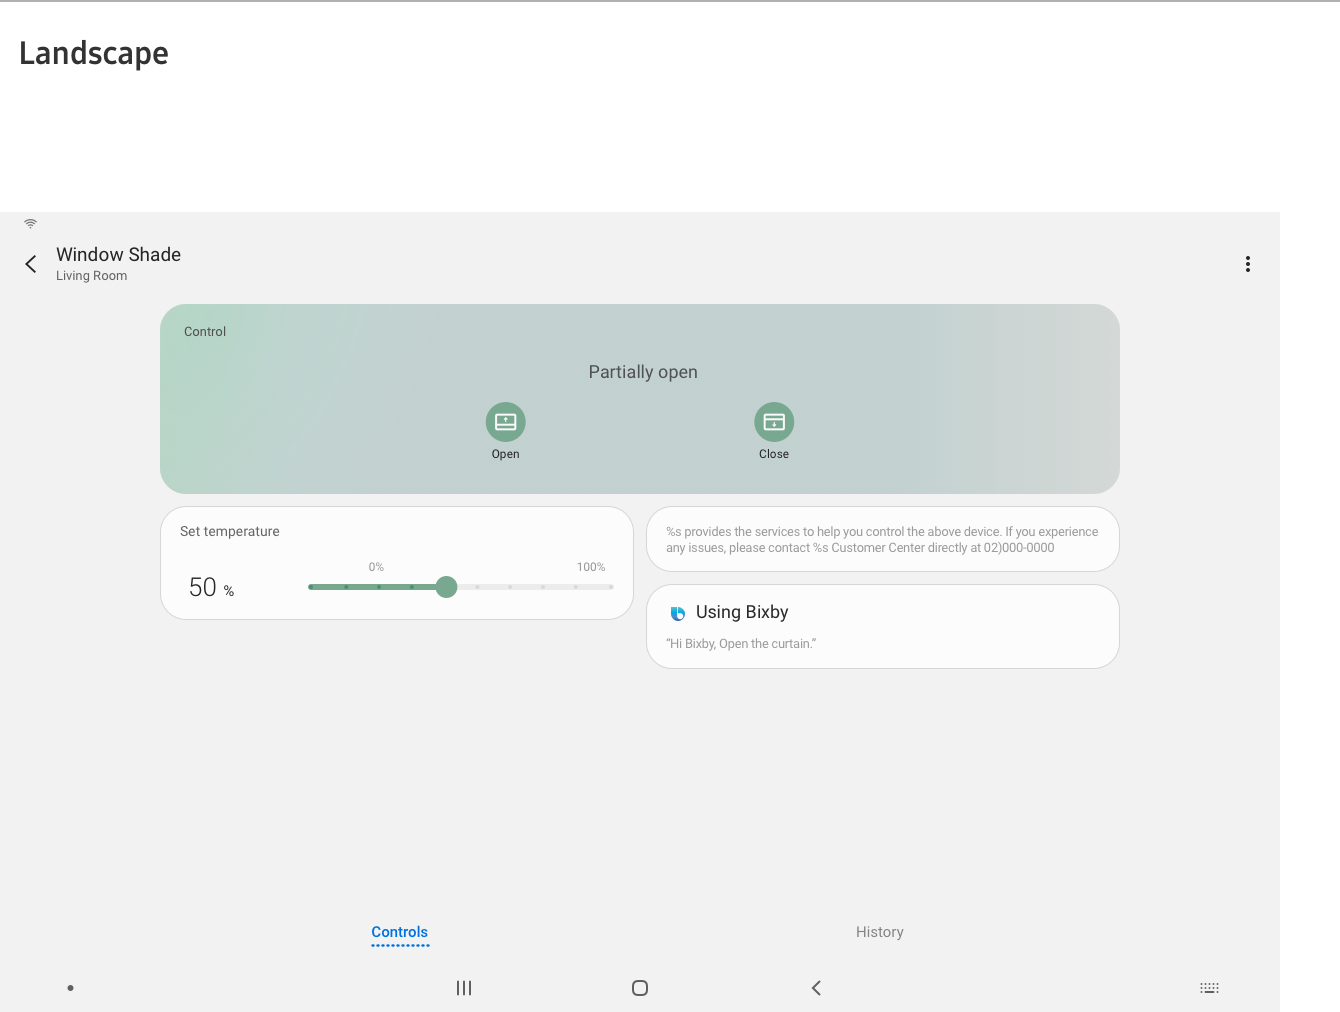 Landscape
Window Shade
Living Room
Control
Partially open
Open
Close
Set temperature
0%
100%
50 %
%s provides the services to help you control the above device. If you experience
any issues, please contact %s Customer Center directly at 02)000-0000
Using Bixby
“Hi Bixby, Open the curtain.”
Controls
History